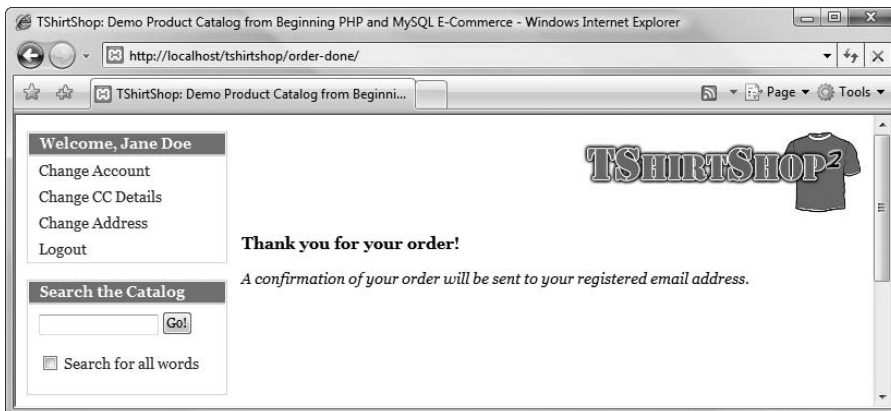 TShirtShop: Demo Product Catalog from Beginning PHP and MySQL E-Commerce - Windows Internet Explorer
http://localhost/tshirtshop/order-done/
TShirtShop: Demo Product Catalog from Beginni...
Page
Tools
Welcome, Jane Doe
Change Account
Change CC Details
Change Address
Logout
TSHIRTSHOP²
Thank you for your order!
A confirmation of your order will be sent to your registered email address.
Search the Catalog
Go!
Search for all words